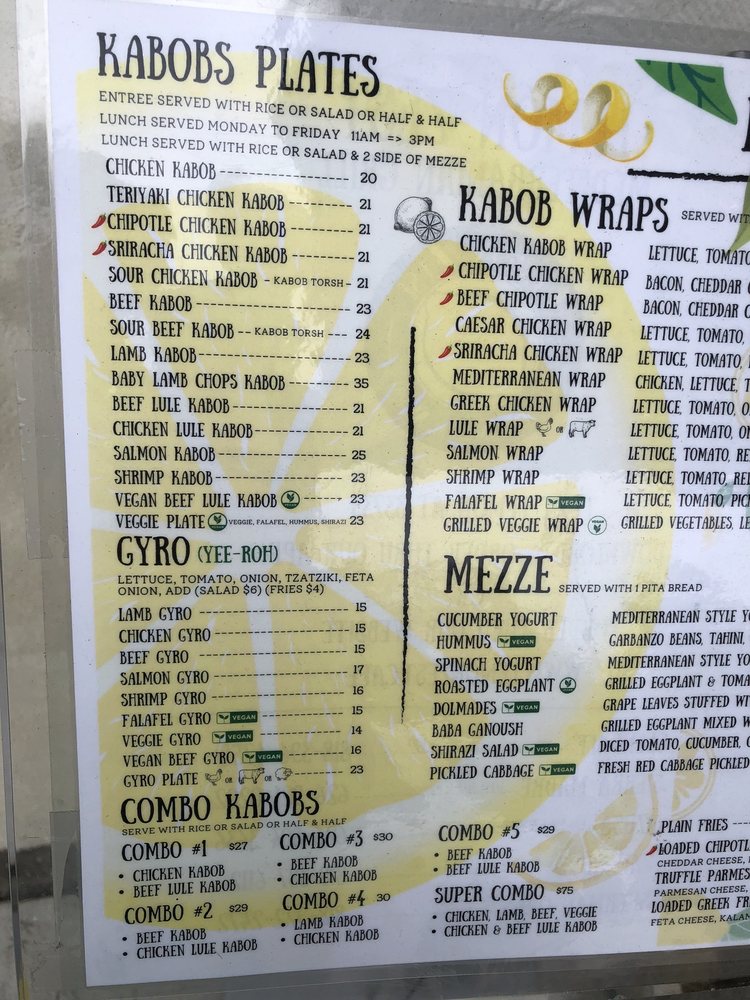 KABOBS PLATES
ENTREE SERVED WITH RICE OR SALAD OR HALF & HALF
LUNCH SERVED MONDAY TO FRIDAY 11AM => 3PM
LUNCH SERVED WITH RICE OR SALAD & 2 SIDE OF MEZZE
CHICKEN KABOB 20
TERIYAKI CHICKEN KABOB 21
CHIPOTLE CHICKEN KABOB 21
SRIRACHA CHICKEN KABOB 21
SOUR CHICKEN KABOB - KABOB TORSH - 21
BEEF KABOB 23
SOUR BEEF KABOB -- KABOB TORSH --- 24
LAMB KABOB 23
BABY LAMB CHOPS KABOB 35
BEEF LULE KABOB 21
CHICKEN LULE KABOB 21
SALMON KABOB 25
SHRIMP KABOB 23
VEGAN BEEF LULE KABOB 23
VEGGIE PLATE VEGGIE, FALAFEL, HUMMUS, SHIRAZI 23
GYRO (YEE-ROH)
LETTUCE, TOMATO, ONION, TZATZIKI, FETA
ONION, ADD (SALAD $6) (FRIES $4)
LAMB GYRO 15
CHICKEN GYRO 15
BEEF GYRO 15
SALMON GYRO 17
SHRIMP GYRO 16
FALAFEL GYRO VEGAN 15
VEGGIE GYRO VEGAN 14
VEGAN BEEF GYRO VEGAN 16
GYRO PLATE OR OR 23
KABOB WRAPS SERVED WIT
CHICKEN KABOB WRAP LETTUCE, TOMATO
CHIPOTLE CHICKEN WRAP BACON, CHEDDAR C
BEEF CHIPOTLE WRAP BACON, CHEDDAR C
CAESAR CHICKEN WRAP LETTUCE, TOMATO,
SRIRACHA CHICKEN WRAP LETTUCE, TOMATO,
MEDITERRANEAN WRAP CHICKEN, LETTUCE, T
GREEK CHICKEN WRAP LETTUCE, TOMATO, O
LULE WRAP OR LETTUCE, TOMATO, ON
SALMON WRAP LETTUCE, TOMATO, RE
SHRIMP WRAP LETTUCE, TOMATO, REL
FALAFEL WRAP VEGAN LETTUCE, TOMATO PIC
GRILLED VEGGIE WRAP GRILLED VEGETABLES, LE
MEZZE SERVED WITH 1 PITA BREAD
CUCUMBER YOGURT MEDITERRANEAN STYLE YO
HUMMUS VEGAN GARBANZO BEANS, TAHINI,
SPINACH YOGURT MEDITERRANEAN STYLE YO
ROASTED EGGPLANT GRILLED EGGPLANT & TOMA
DOLMADES VEGAN GRAPE LEAVES STUFFED WI
BABA GANOUSH GRILLED EGGPLANT MIXED W
SHIRAZI SALAD VEGAN DICED TOMATO, CUCUMBER,
PICKLED CABBAGE VEGAN FRESH RED CABBAGE PICKLED
COMBO KABOBS
SERVE WITH RICE OR SALAD OR HALF & HALF
COMBO #1 $27
• CHICKEN KABOB
• BEEF LULE KABOB
COMBO #2 $29
• BEEF KABOB
• CHICKEN LULE KABOB
COMBO #3 $30
• BEEF KABOB
• CHICKEN KABOB
COMBO #4 30
• LAMB KABOB
• CHICKEN KABOB
COMBO #5 $29
• BEEF KABOB
• BEEF LULE KABOB
SUPER COMBO $75
• CHICKEN, LAMB, BEEF, VEGGIE
• CHICKEN & BEEF LULE KABOB
PLAIN FRIES
LOADED CHIPOTL
CHEDDAR CHEESE,
TRUFFLE PARMES
PARMESAN CHEESE,
LOADED GREEK FR
FETA CHEESE, KALAN